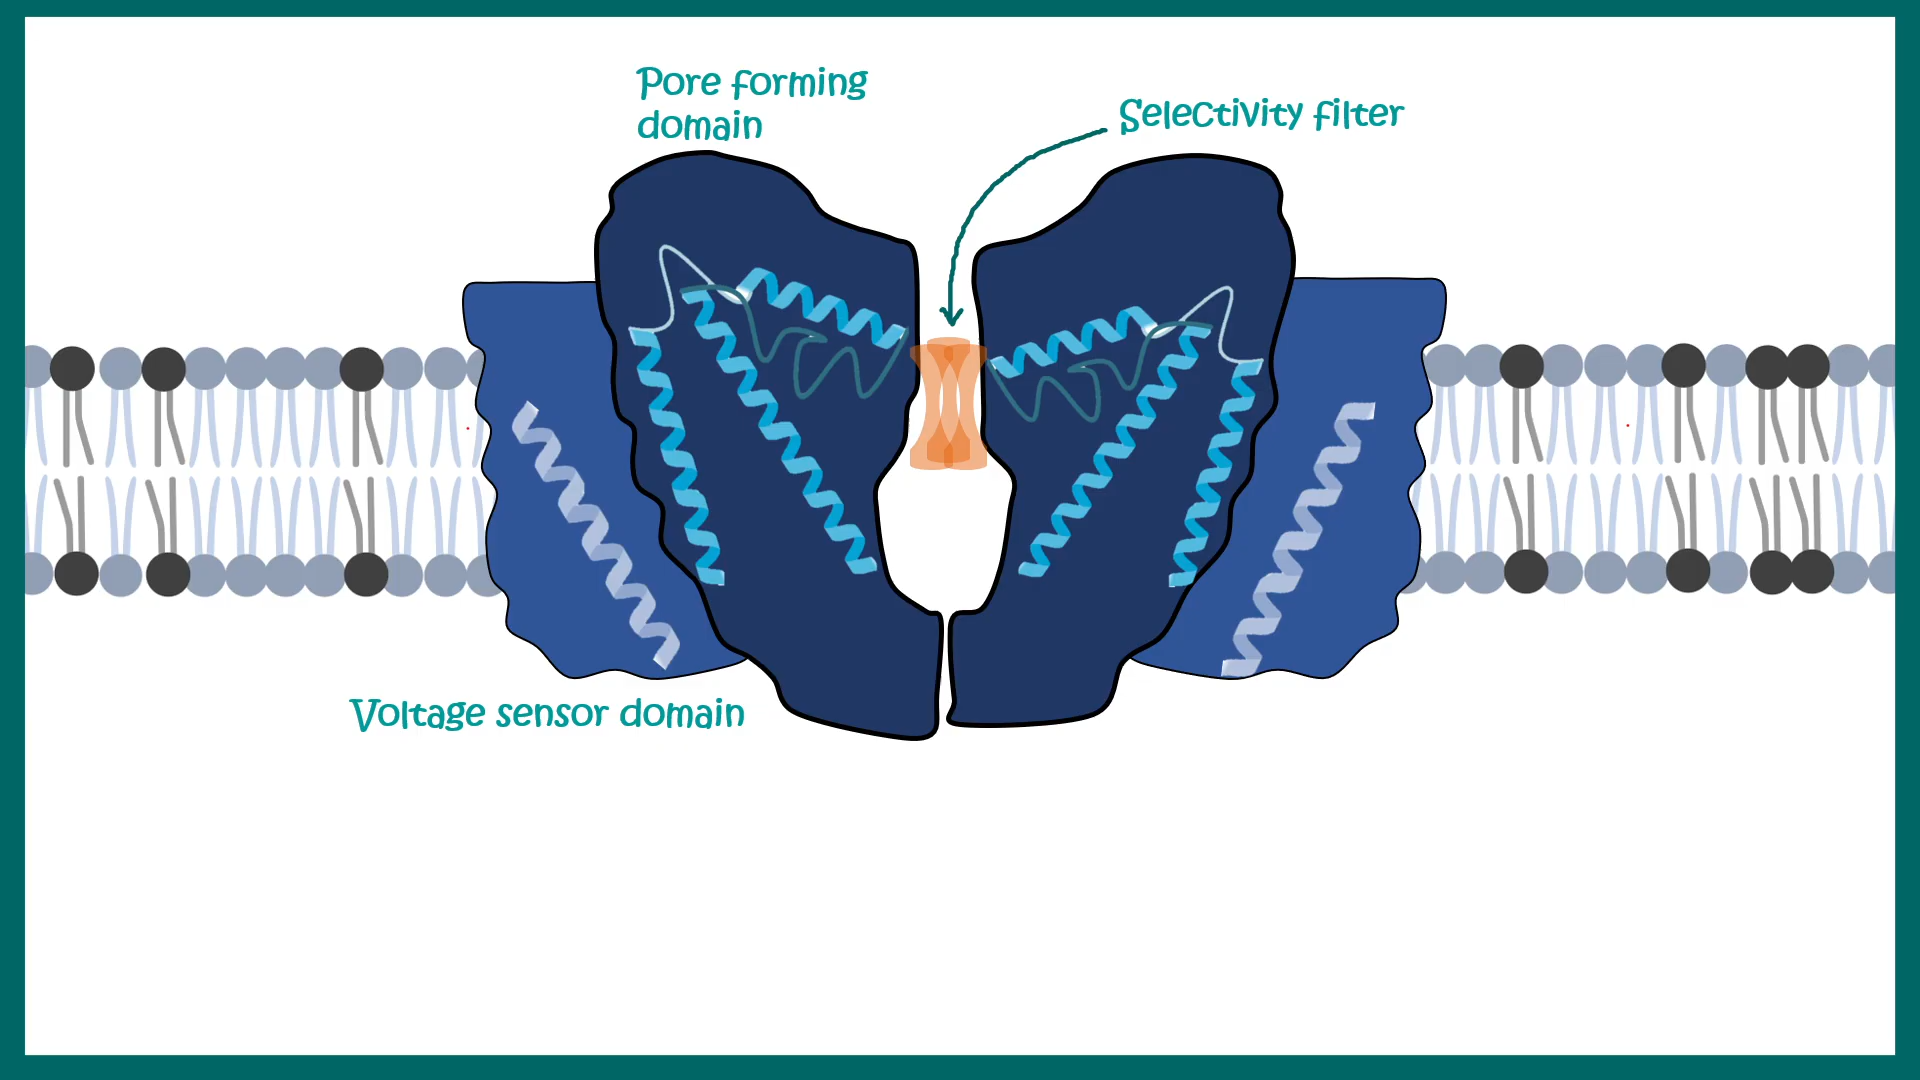 Pore forming
domain
Selectivity filter
Voltage sensor domain